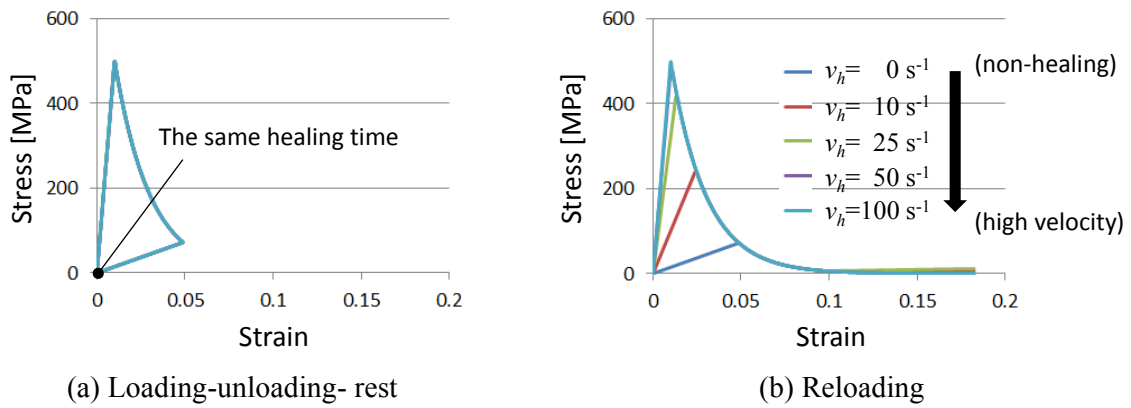 600
400
200
0
Stress [MPa]
The same healing time
0
0.05
0.1
0.15
0.2
Strain
(a) Loading-unloading- rest
600
400
200
0
Stress [MPa]
v_h= 0 s⁻¹
(non-healing)
v_h= 10 s⁻¹
v_h= 25 s⁻¹
v_h= 50 s⁻¹
v_h=100 s⁻¹
(high velocity)
0
0.05
0.1
0.15
0.2
Strain
(b) Reloading